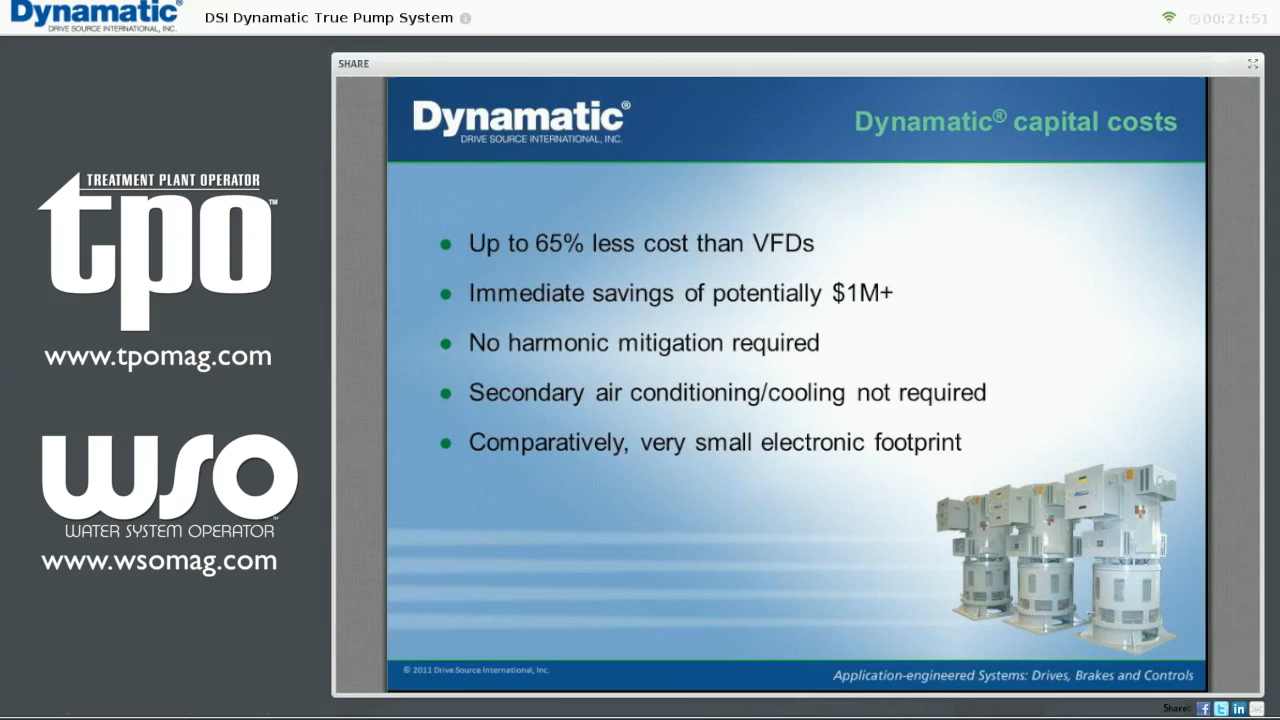 Dynamatic®
DRIVE SOURCE INTERNATIONAL, INC.
DSI Dynamatic True Pump System
00:21:51
SHARE
Dynamatic®
DRIVE SOURCE INTERNATIONAL, INC.
Dynamatic® capital costs
TREATMENT PLANT OPERATOR
tpo™
www.tpomag.com
wso
WATER SYSTEM OPERATOR™
www.wsomag.com
● Up to 65% less cost than VFDs
● Immediate savings of potentially $1M+
● No harmonic mitigation required
● Secondary air conditioning/cooling not required
● Comparatively, very small electronic footprint
© 2011 Drive Source International, Inc.
Application-engineered Systems: Drives, Brakes and Controls
Share: